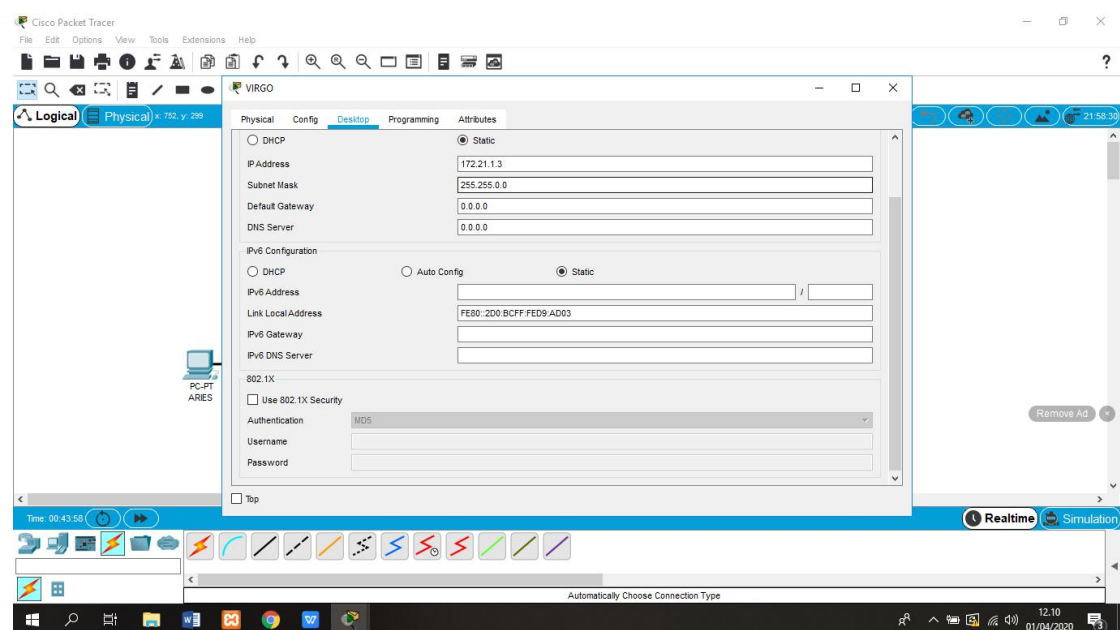 Cisco Packet Tracer
File Edit Options View Tools Extensions Help
?
VIRGO
Logical Physical x: 752, y: 299
21:58:30
Physical Config Desktop Programming Attributes
DHCP Static
IP Address 172.21.1.3
Subnet Mask 255.255.0.0
Default Gateway 0.0.0.0
DNS Server 0.0.0.0
IPv6 Configuration
DHCP Auto Config Static
IPv6 Address /
Link Local Address FE80::2D0:BCFF:FED9:AD03
IPv6 Gateway
IPv6 DNS Server
802.1X
Use 802.1X Security
Authentication MD5
Username
Password
PC-PT
ARIES
Remove Ad
Top
Time: 00:43:58
Realtime Simulation
Automatically Choose Connection Type
12.10
01/04/2020